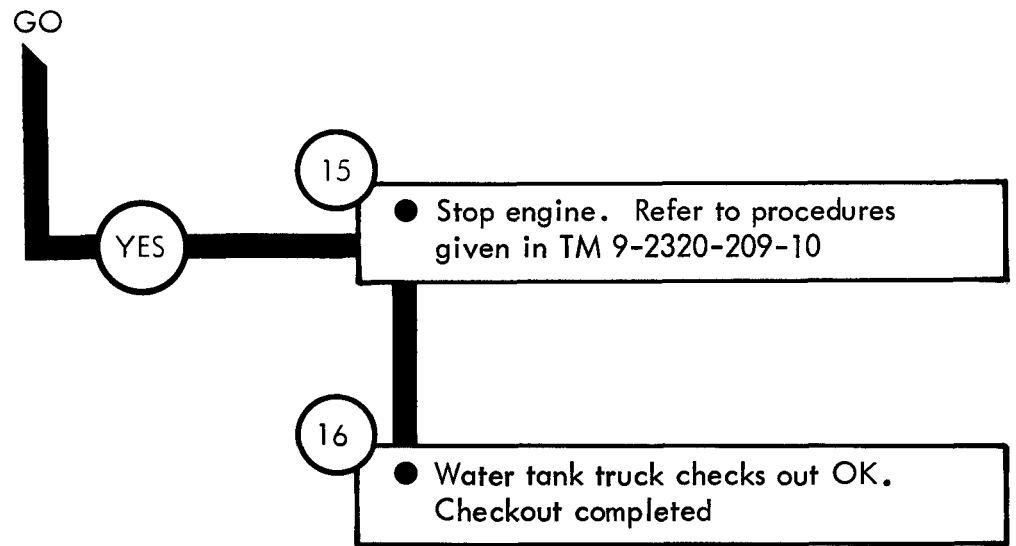 GO
15
● Stop engine. Refer to procedures
given in TM 9-2320-209-10
YES
16
● Water tank truck checks out OK.
Checkout completed